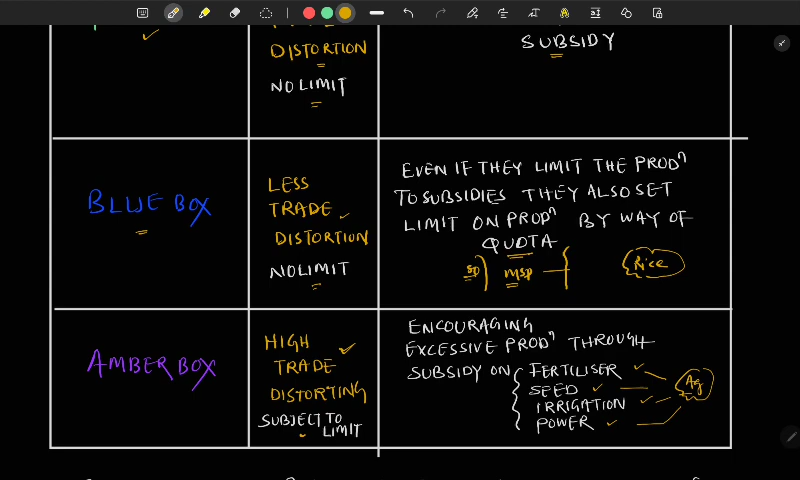 DISTORTION
NO LIMIT
SUBSIDY
BLUE BOX
LESS
TRADE
DISTORTION
NO LIMIT
EVEN IF THEY LIMIT THE PRODⁿ
TO SUBSIDIES THEY ALSO SET
LIMIT ON PRODⁿ BY WAY OF
QUOTA
SP MSP Rice
AMBER BOX
HIGH
TRADE
DISTORTING
SUBJECT TO
LIMIT
ENCOURAGING
EXCESSIVE PRODⁿ THROUGH
SUBSIDY ON FERTILISER
SEED
IRRIGATION
POWER
Ag